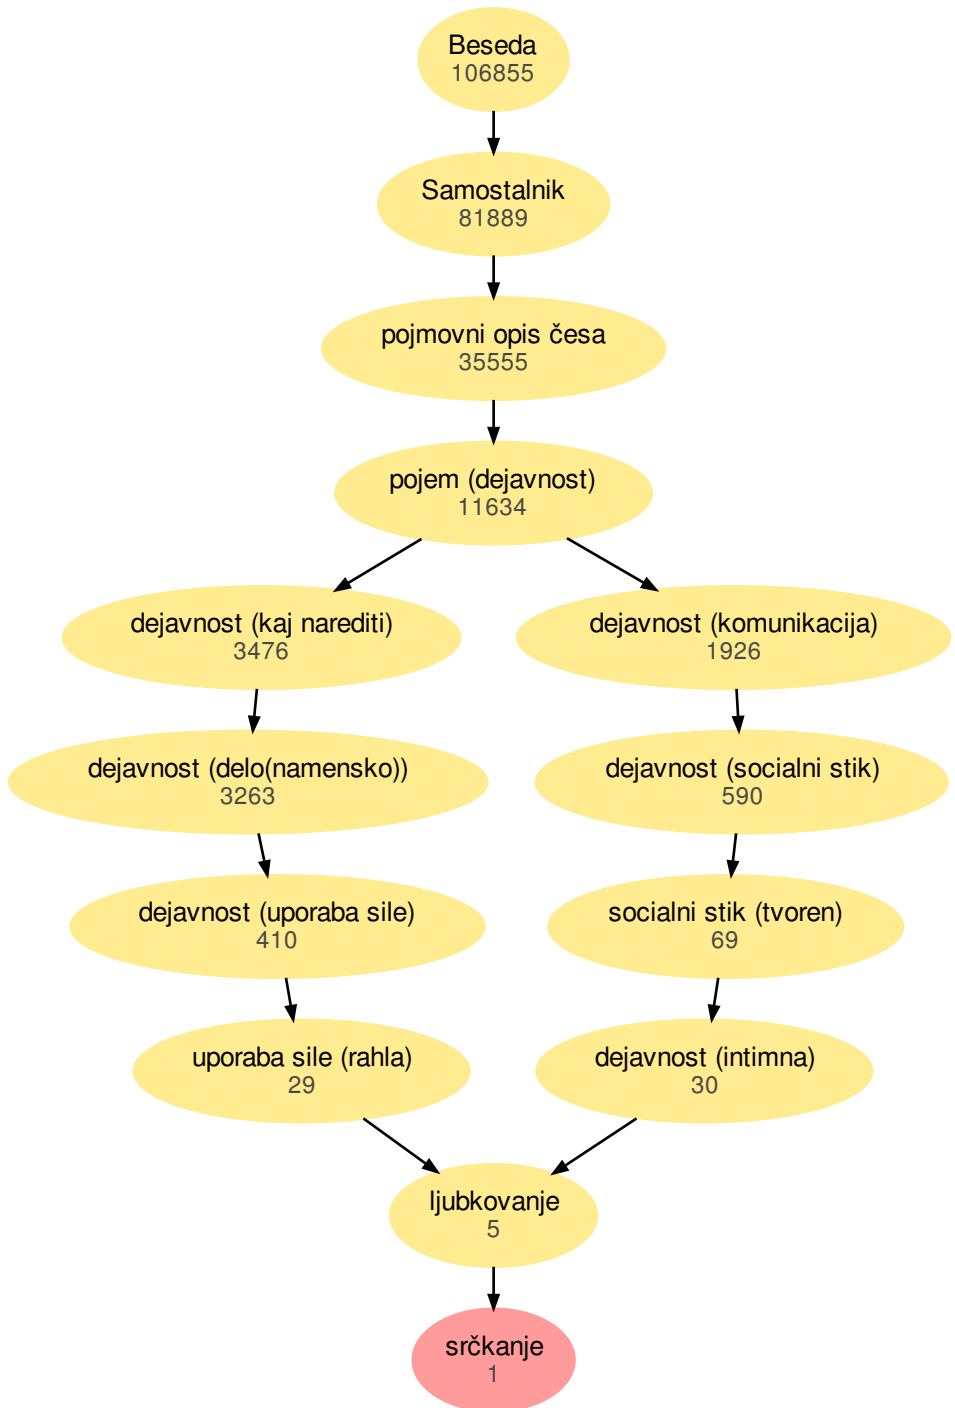 Beseda
106855
Samostalnik
81889
pojmovni opis česa
35555
pojem (dejavnost)
11634
dejavnost (kaj narediti)
3476
dejavnost (komunikacija)
1926
dejavnost (delo(namensko))
3263
dejavnost (socialni stik)
590
dejavnost (uporaba sile)
410
socialni stik (tvoren)
69
uporaba sile (rahla)
29
dejavnost (intimna)
30
ljubkovanje
5
srčkanje
1